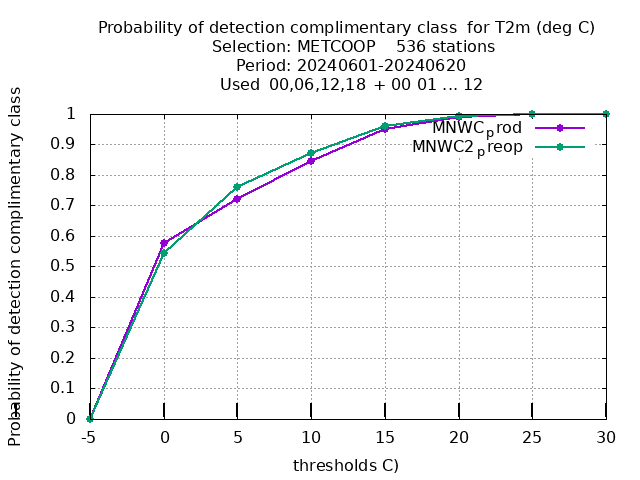 Probability of detection complimentary class  for T2m (deg C)
Selection: METCOOP    536 stations
Period: 20240601-20240620
Used  00,06,12,18  + 00 01 ... 12
Probability of detection complimentary class
1
0.9
0.8
0.7
0.6
0.5
0.4
0.3
0.2
0.1
0
MNWCprod
MNWC2preop
-5 0 5 10 15 20 25 30
thresholds C)